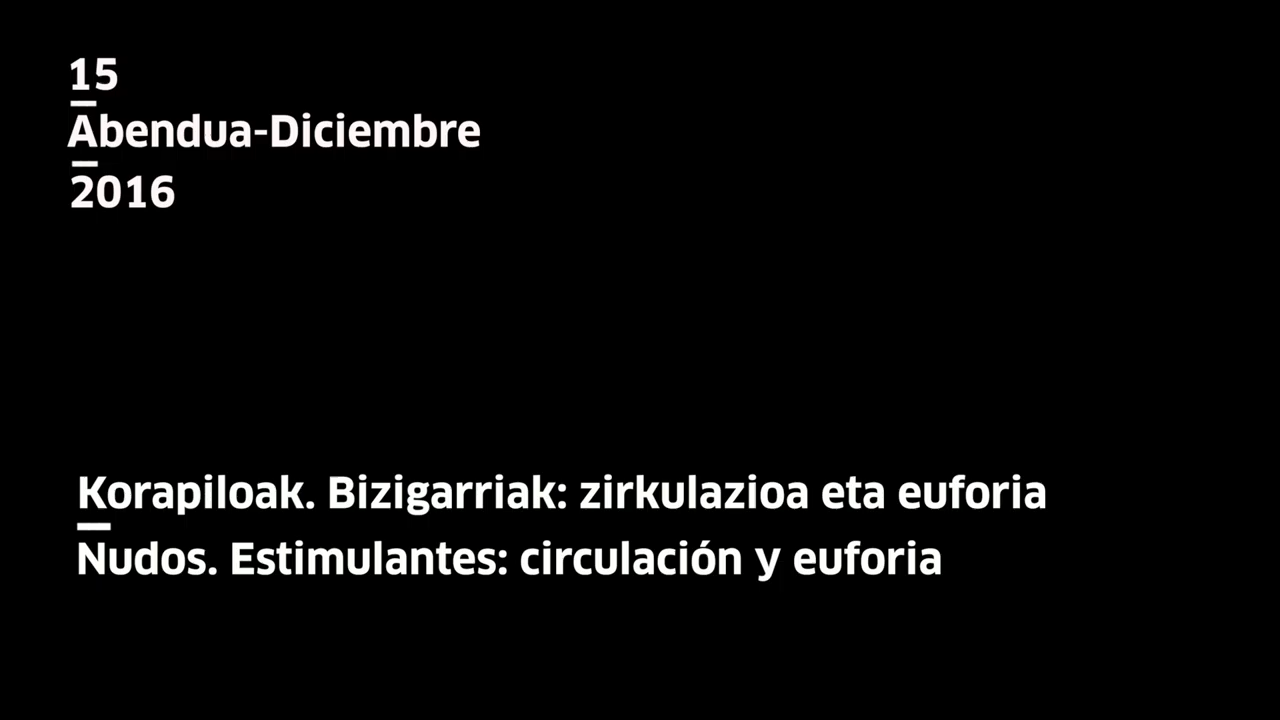 15
Abendua-Diciembre
2016
Korapiloak. Bizigarriak: zirkulazioa eta euforia
Nudos. Estimulantes: circulación y euforia